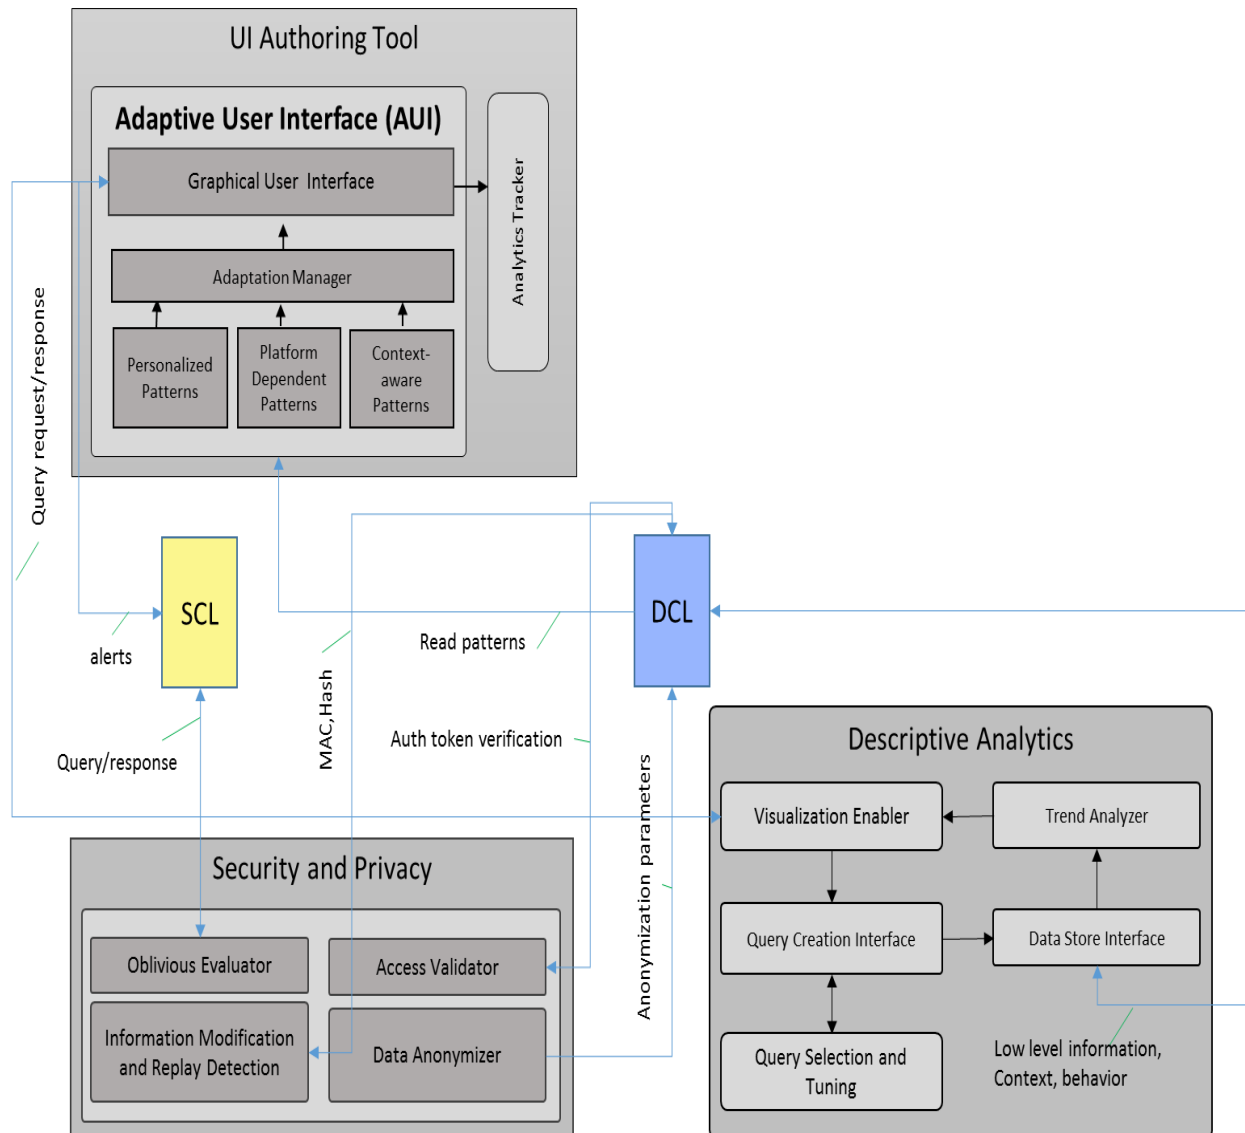 UI Authoring Tool
Adaptive User Interface (AUI)
Graphical User Interface
Adaptation Manager
Personalized
Patterns
Platform
Dependent
Patterns
Context-
aware
Patterns
Analytics Tracker
Query request/response
SCL
alerts
DCL
Read patterns
MAC,Hash
Auth token verification
Query/response
Anonymization parameters
Security and Privacy
Oblivious Evaluator
Access Validator
Information Modification
and Replay Detection
Data Anonymizer
Descriptive Analytics
Visualization Enabler
Trend Analyzer
Query Creation Interface
Data Store Interface
Query Selection and
Tuning
Low level information,
Context, behavior